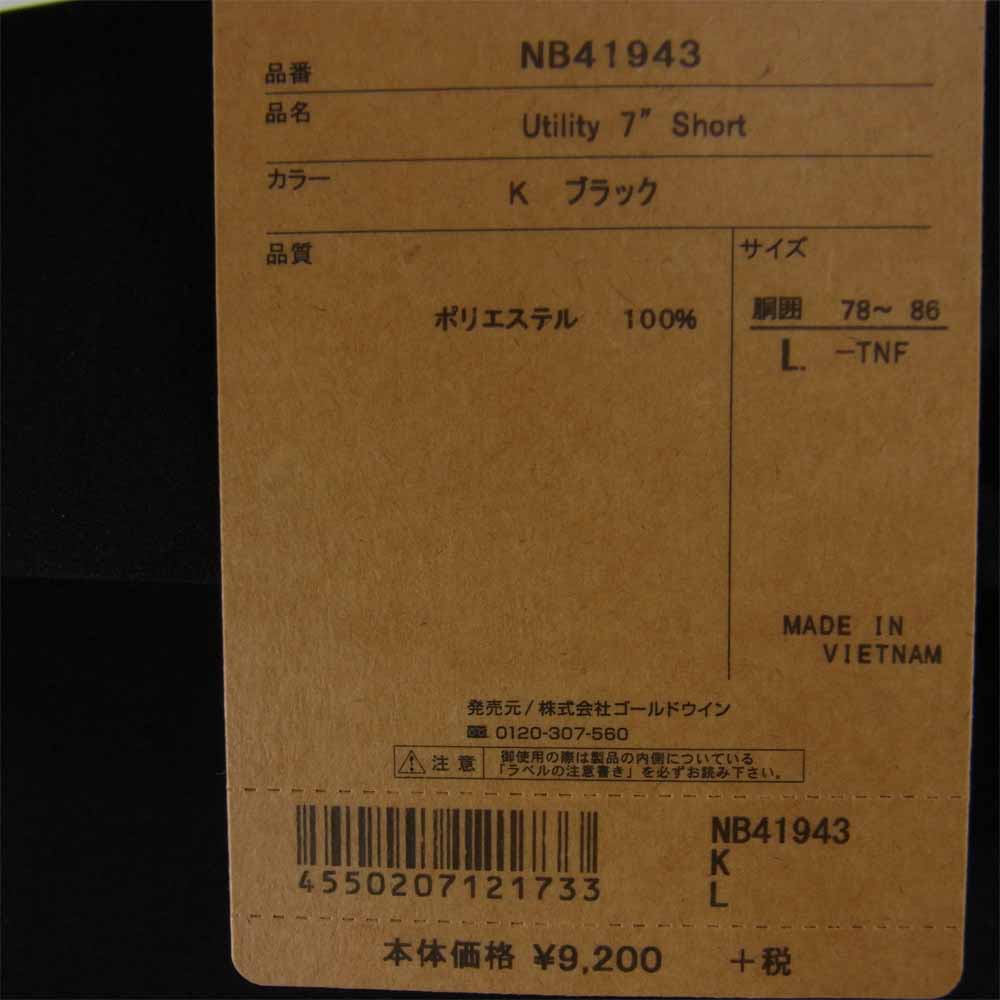 品番 NB41943
品名 Utility 7" Short
カラー K ブラック
品質
ポリエステル 100%
サイズ
胴囲 78〜 86
L. -TNF
MADE IN
VIETNAM
発売元/株式会社ゴールドウイン
0120-307-560
注意
御使用の際は製品の内側についている
「ラベルの注意書き」を必ずお読み下さい。
4550207121733
NB41943
K
L
本体価格 ¥9,200 +税